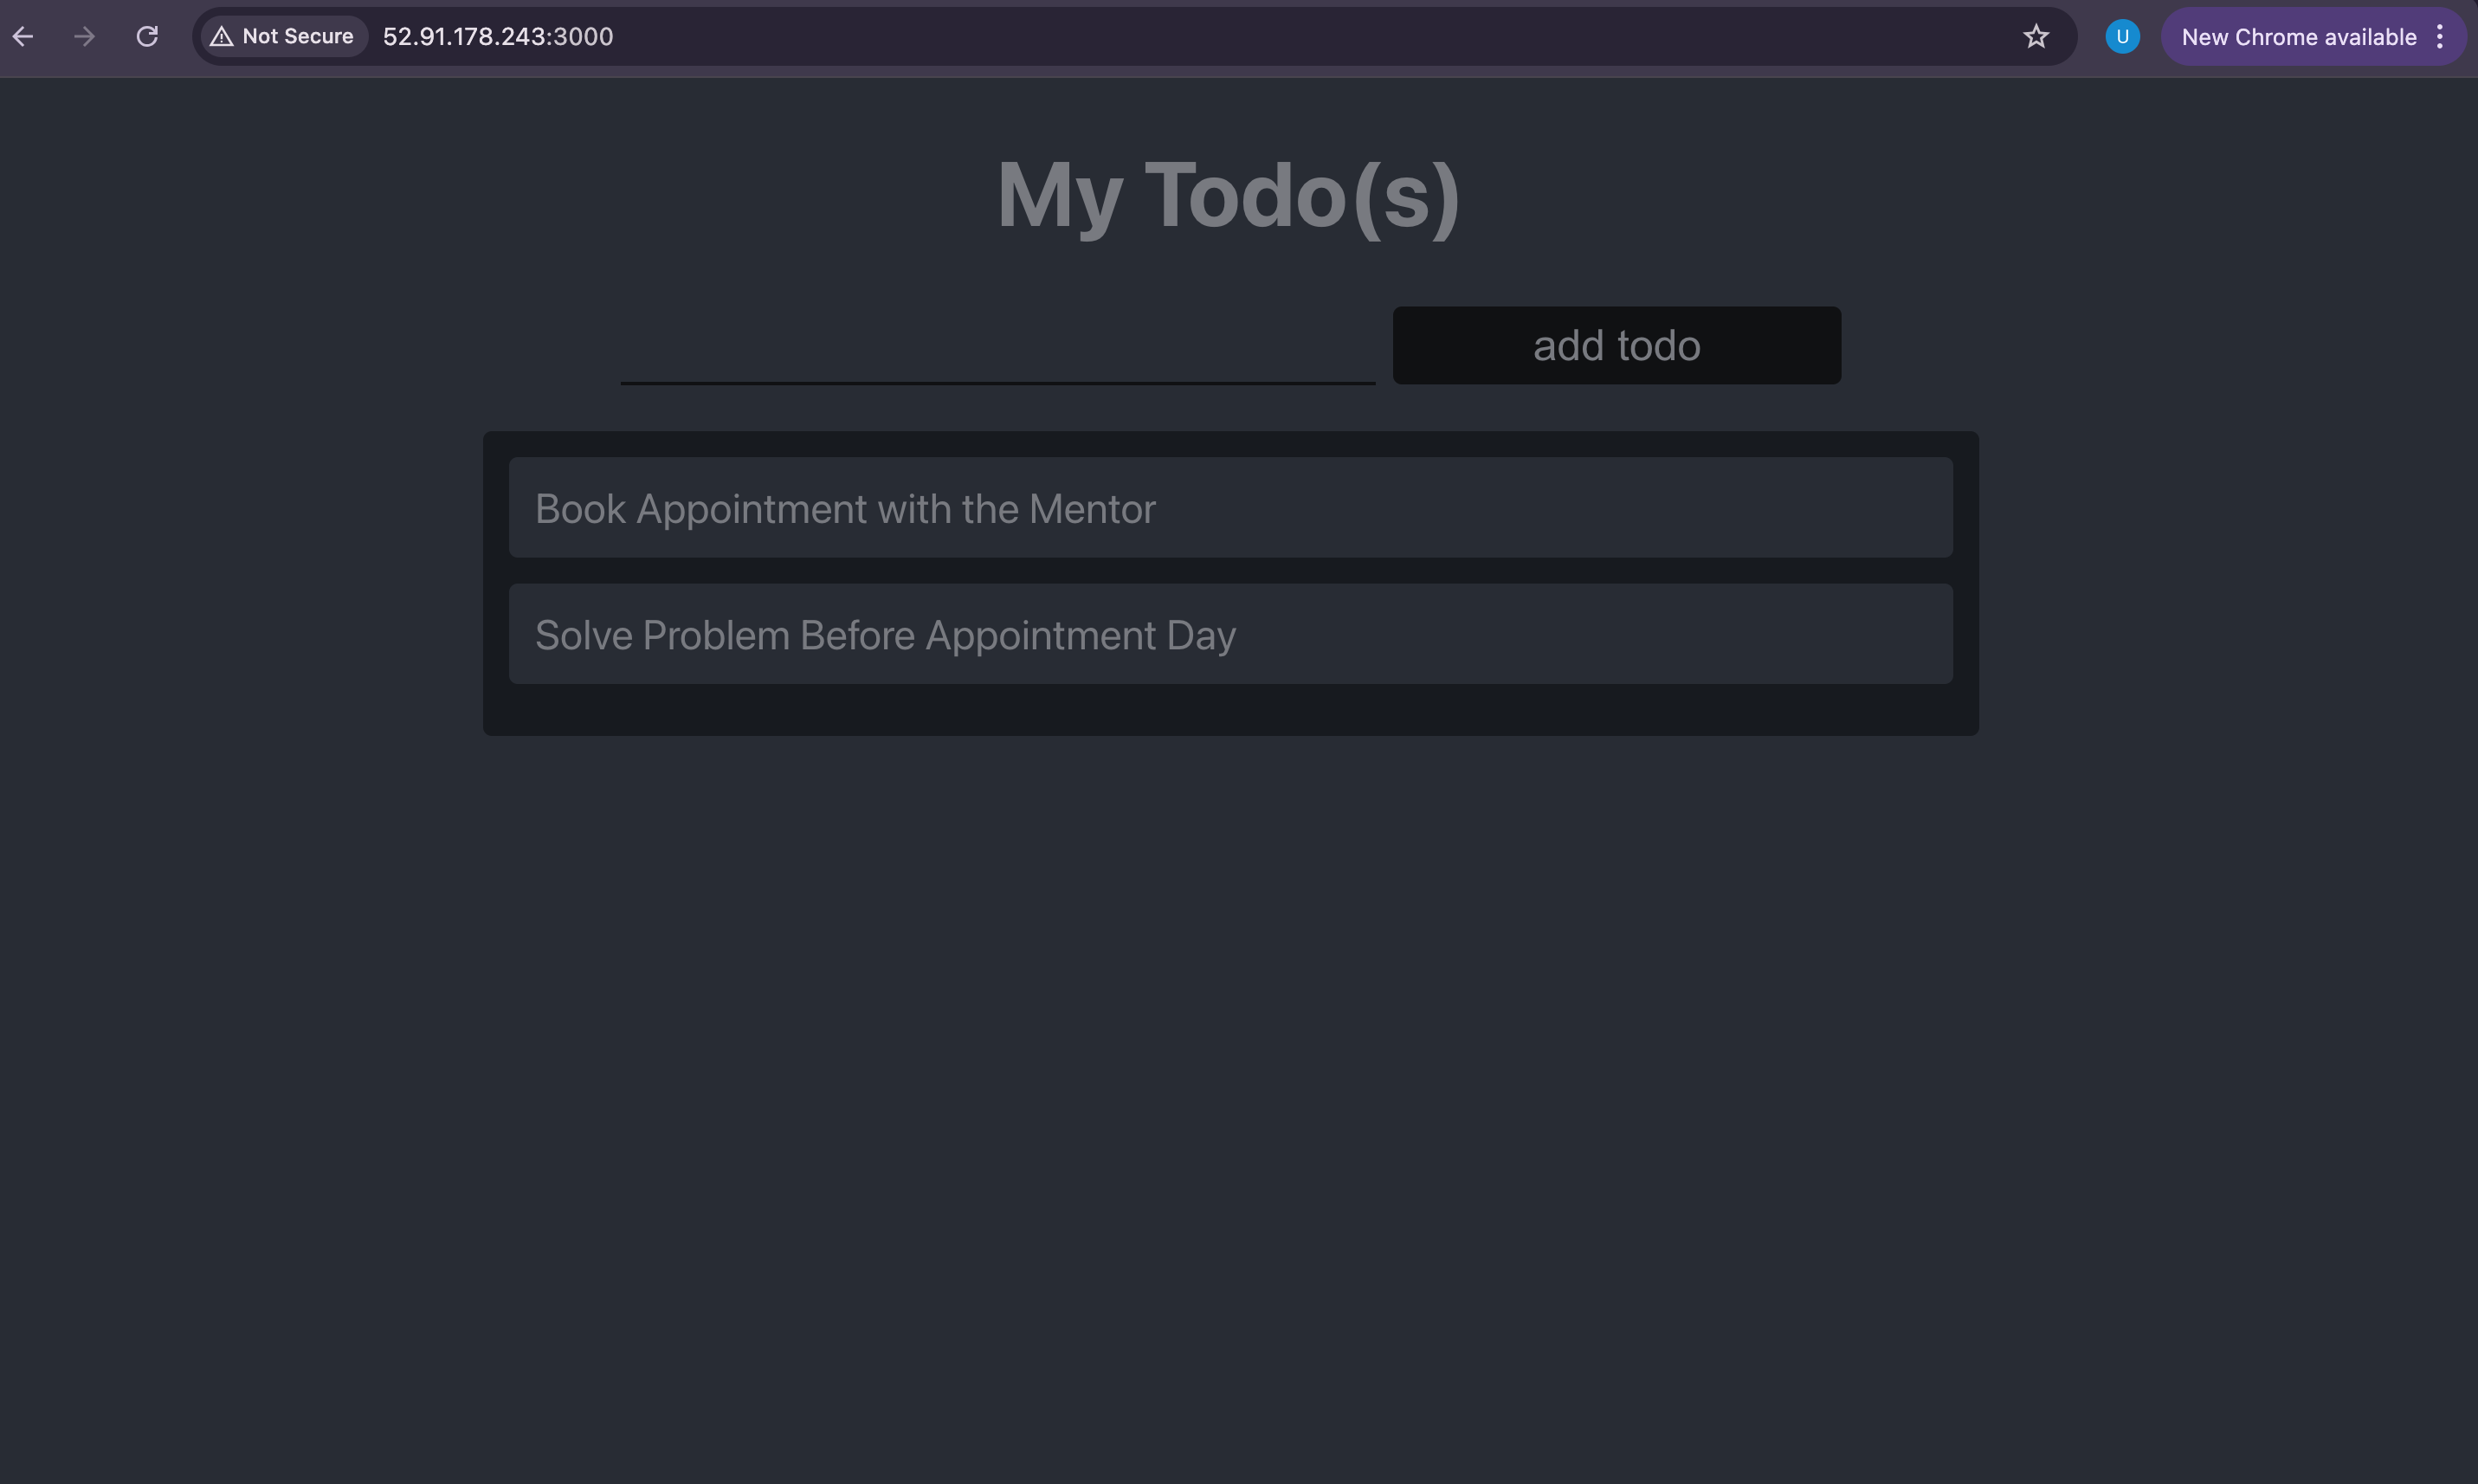 Not Secure
52.91.178.243:3000
U
New Chrome available
My Todo(s)
add todo
Book Appointment with the Mentor
Solve Problem Before Appointment Day